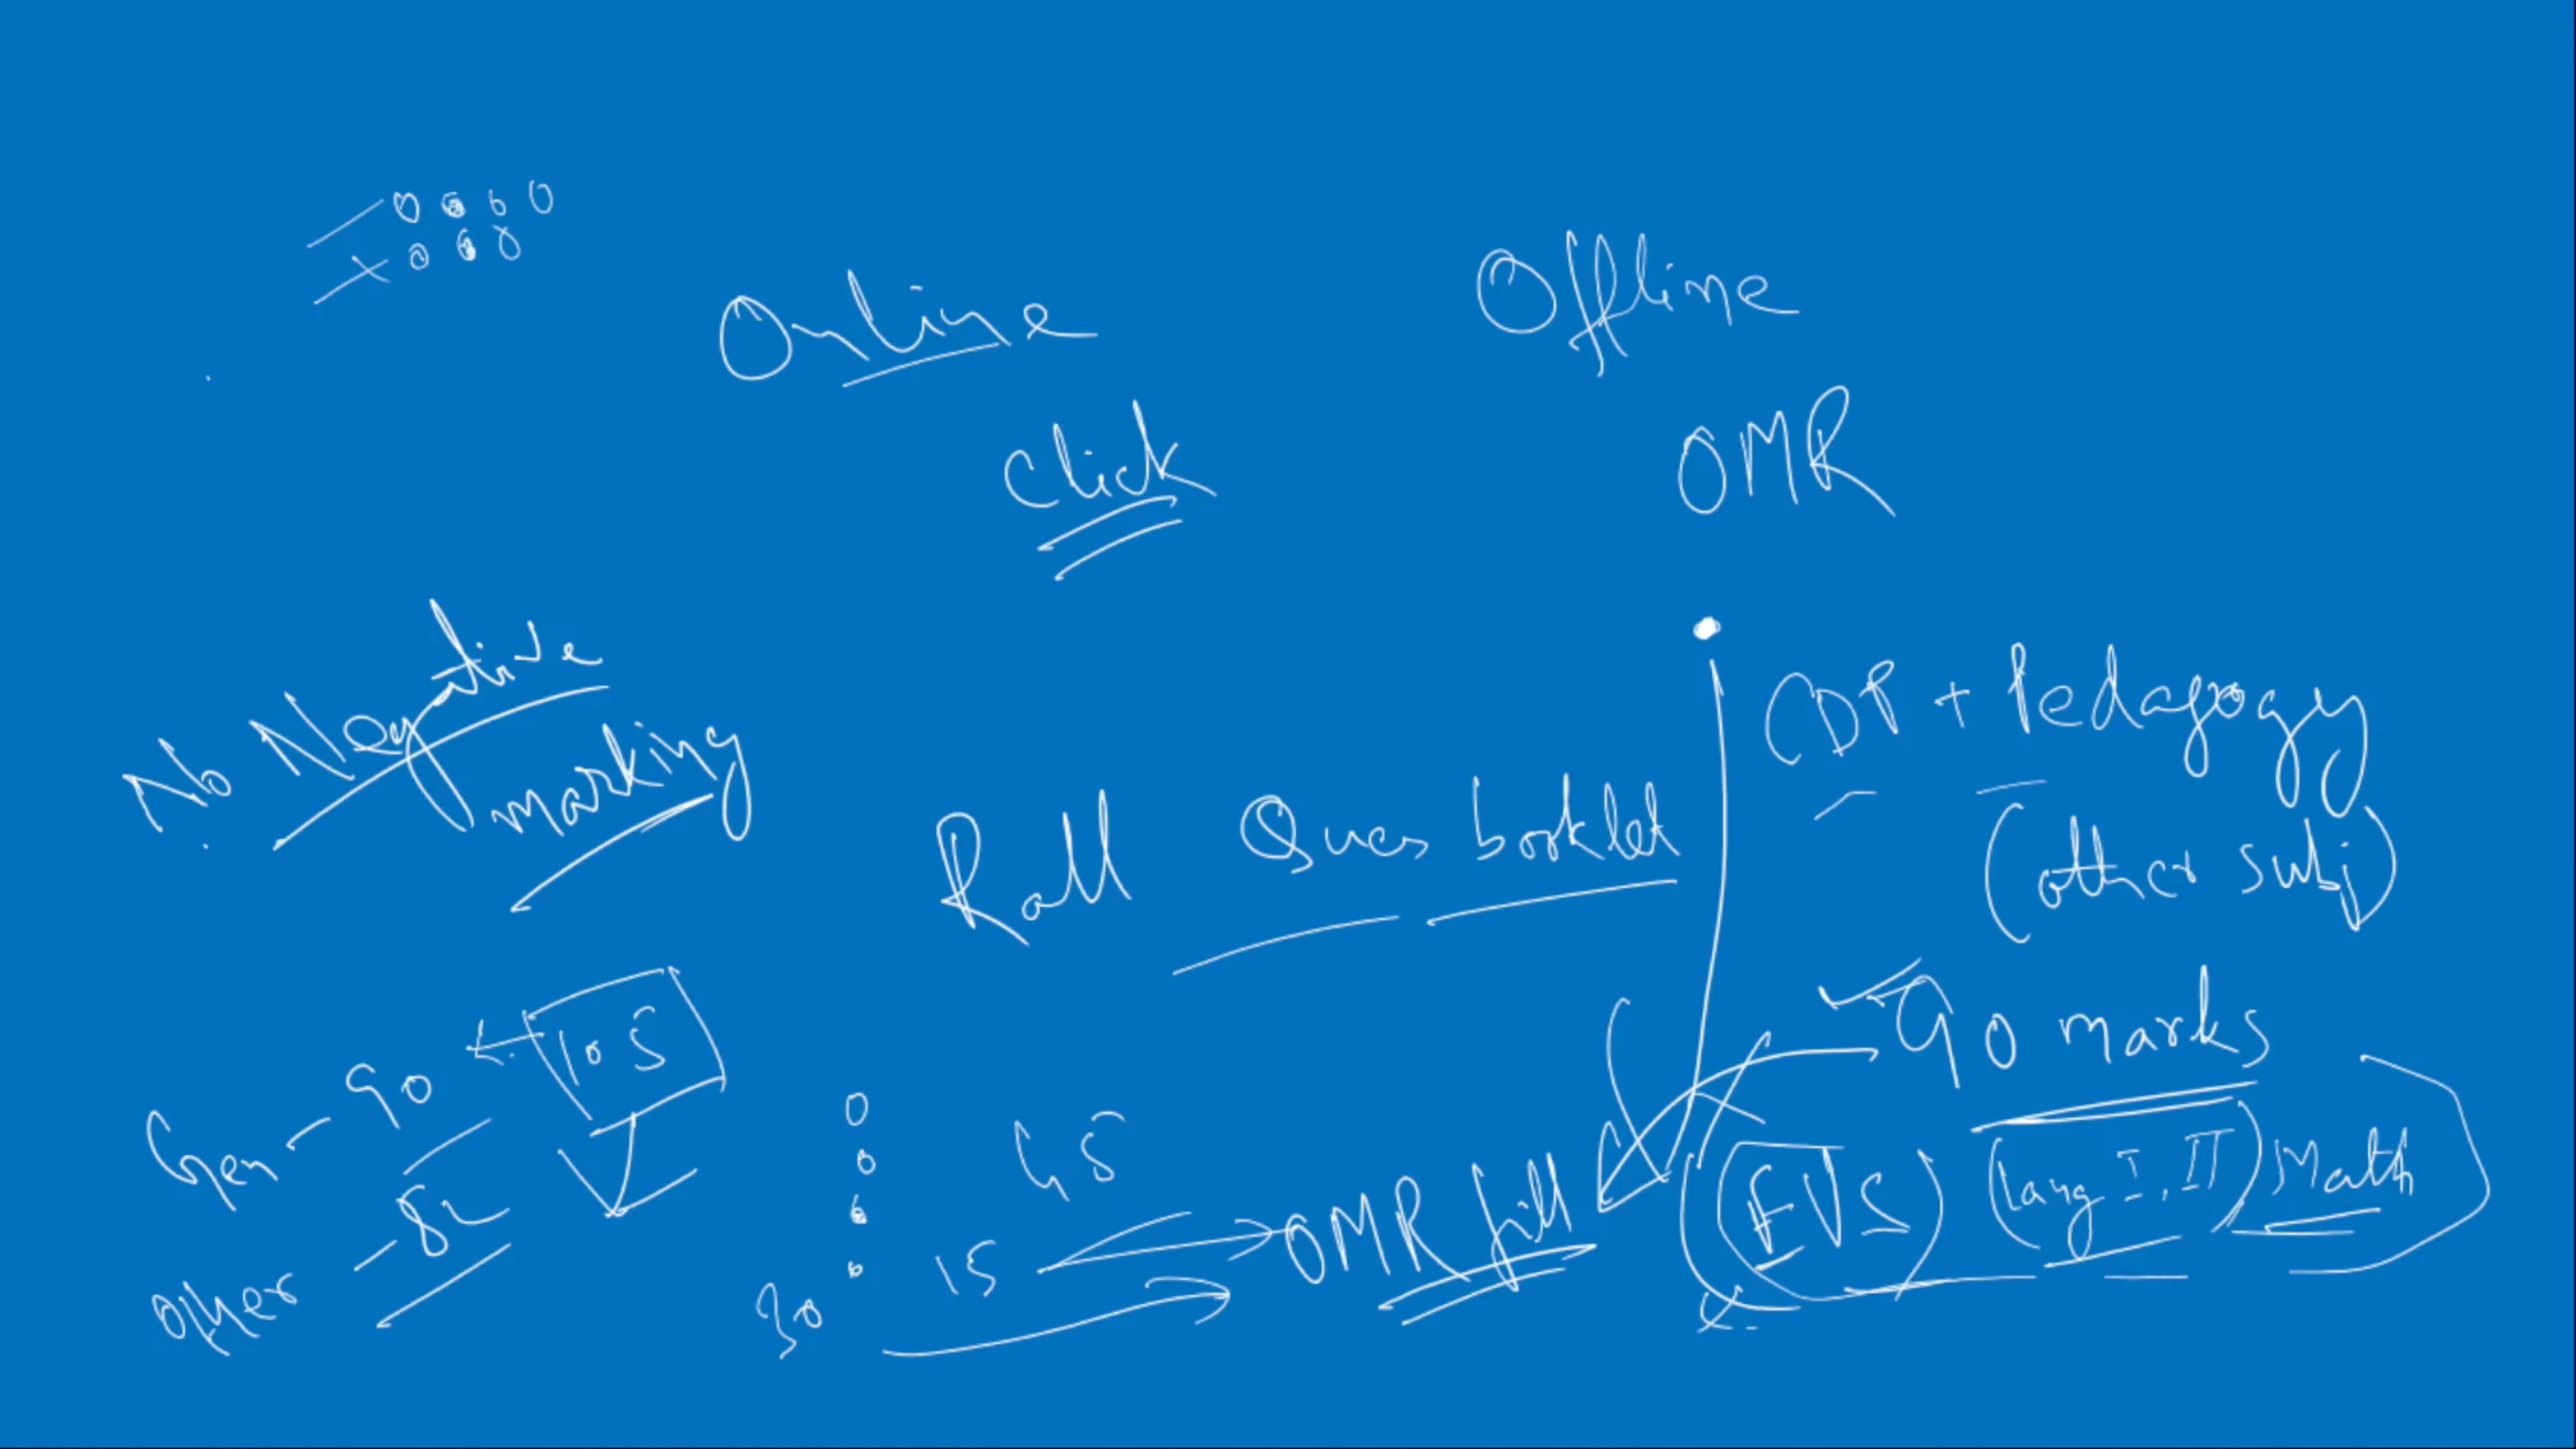 Online
Offline
Click
OMR
No Negative
marking
CDP + Pedagogy
(other subj)
Roll Ques booklet
90 marks
105
Gen - 90
45
(EVS) (Lang I, II) Math
82
Other -
15
OMR fill
30